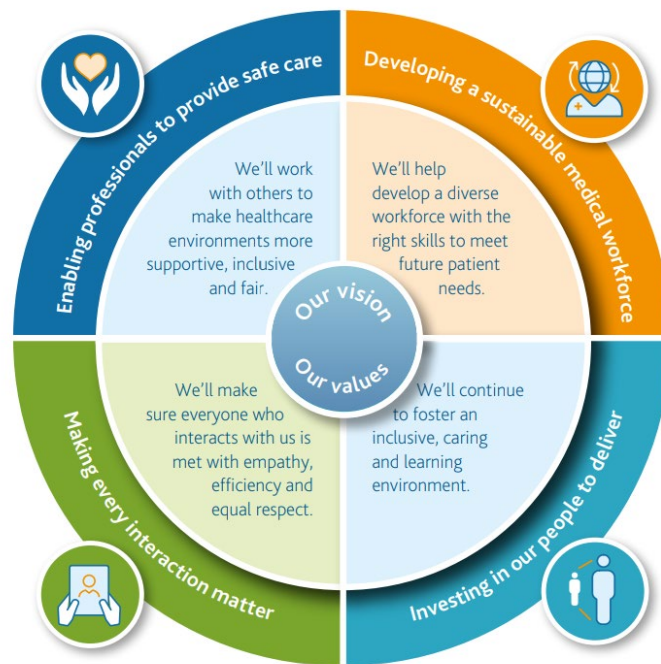 Enabling professionals to provide safe care
We’ll work
with others to
make healthcare
environments more
supportive, inclusive
and fair.
Developing a sustainable medical workforce
We’ll help
develop a diverse
workforce with the
right skills to meet
future patient
needs.
Our vision
Our values
Making every interaction matter
We’ll make
sure everyone who
interacts with us is
met with empathy,
efficiency and
equal respect.
Investing in our people to deliver
We’ll continue
to foster an
inclusive, caring
and learning
environment.